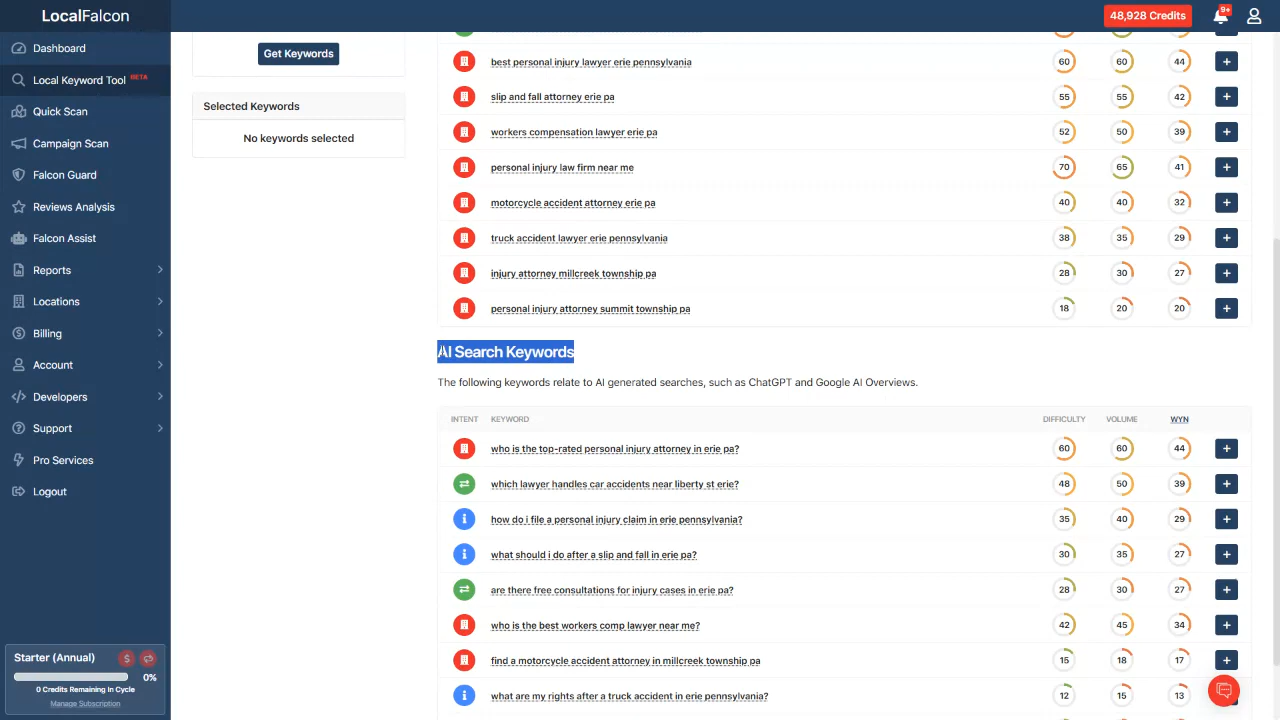 LocalFalcon
48,928 Credits
9+
Dashboard
Local Keyword Tool BETA
Quick Scan
Campaign Scan
Falcon Guard
Reviews Analysis
Falcon Assist
Reports
Locations
Billing
Account
Developers
Support
Pro Services
Logout
Starter (Annual)
$
0%
0 Credits Remaining In Cycle
Manage Subscription
Get Keywords
Selected Keywords
No keywords selected
best personal injury lawyer erie pennsylvania 60 60 44 +
slip and fall attorney erie pa 55 55 42 +
workers compensation lawyer erie pa 52 50 39 +
personal injury law firm near me 70 65 41 +
motorcycle accident attorney erie pa 40 40 32 +
truck accident lawyer erie pennsylvania 38 35 29 +
injury attorney millcreek township pa 28 30 27 +
personal injury attorney summit township pa 18 20 20 +
AI Search Keywords
The following keywords relate to AI generated searches, such as ChatGPT and Google AI Overviews.
INTENT KEYWORD DIFFICULTY VOLUME WYN
who is the top-rated personal injury attorney in erie pa? 60 60 44 +
which lawyer handles car accidents near liberty st erie? 48 50 39 +
i how do i file a personal injury claim in erie pennsylvania? 35 40 29 +
i what should i do after a slip and fall in erie pa? 30 35 27 +
are there free consultations for injury cases in erie pa? 28 30 27 +
who is the best workers comp lawyer near me? 42 45 34 +
find a motorcycle accident attorney in millcreek township pa 15 18 17 +
i what are my rights after a truck accident in erie pennsylvania? 12 15 13